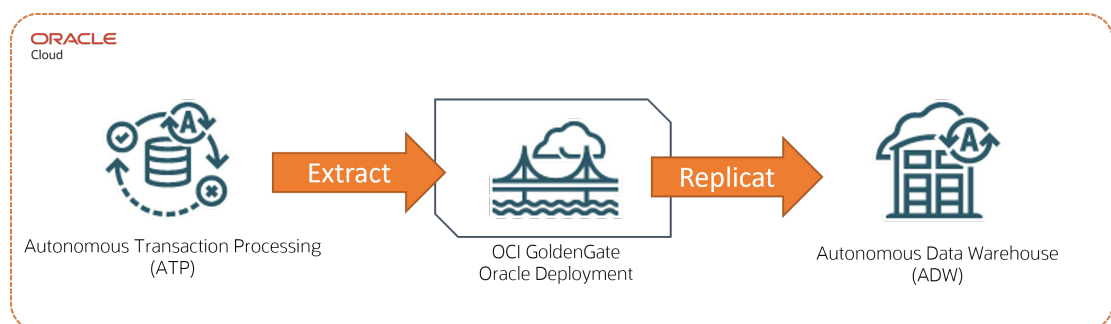 ORACLE
Cloud
A
Extract
Replicat
A
Autonomous Transaction Processing
(ATP)
OCI GoldenGate
Oracle Deployment
Autonomous Data Warehouse
(ADW)